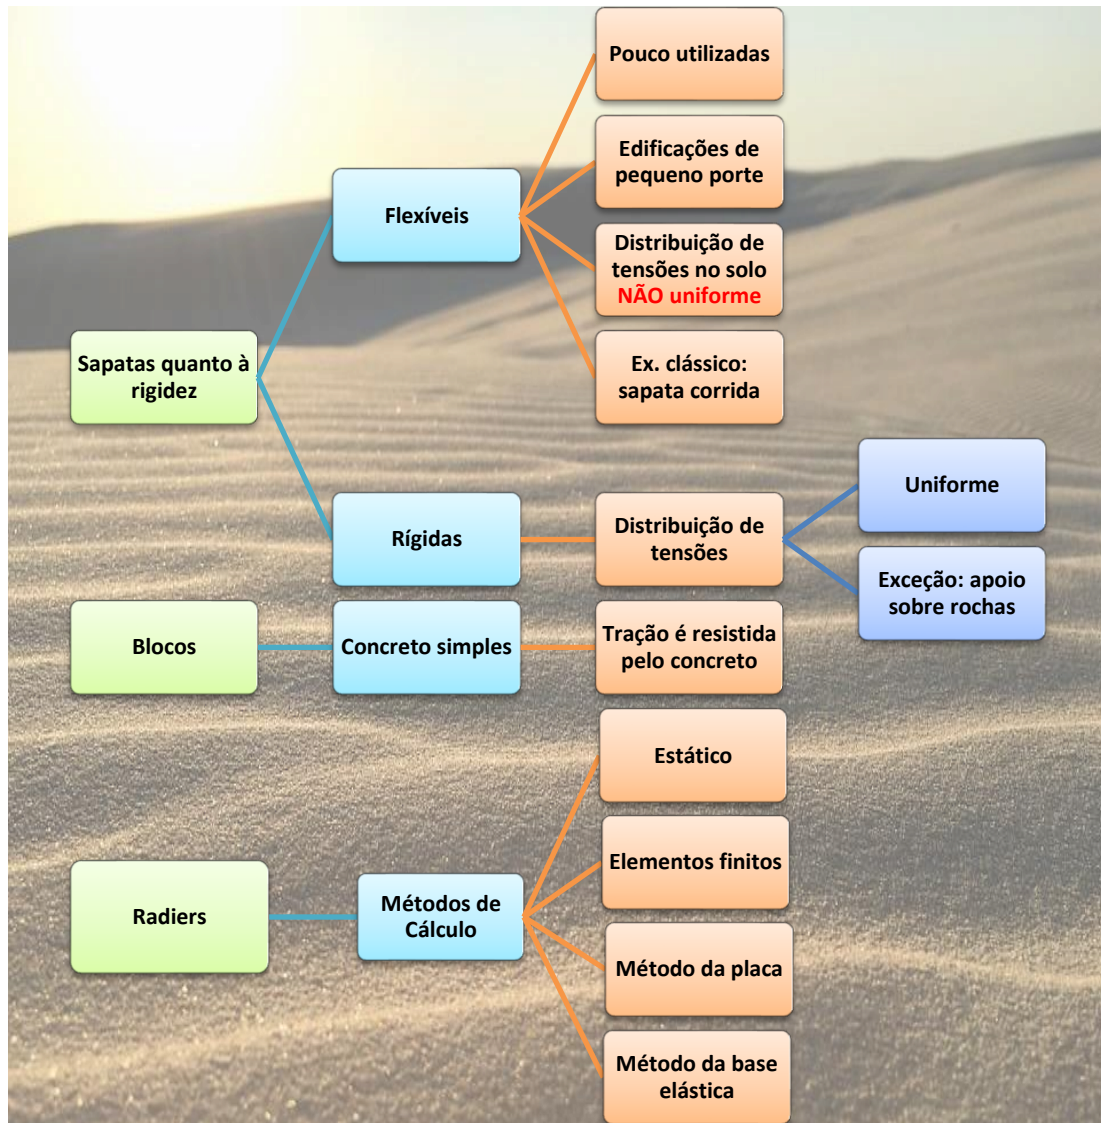 Pouco utilizadas
Edificações de
pequeno porte
Flexíveis
Distribuição de
tensões no solo
NÃO uniforme
Sapatas quanto à
rigidez
Ex. clássico:
sapata corrida
Uniforme
Rígidas
Distribuição de
tensões
Exceção: apoio
sobre rochas
Blocos
Concreto simples
Tração é resistida
pelo concreto
Estático
Elementos finitos
Radiers
Métodos de
Cálculo
Método da placa
Método da base
elástica